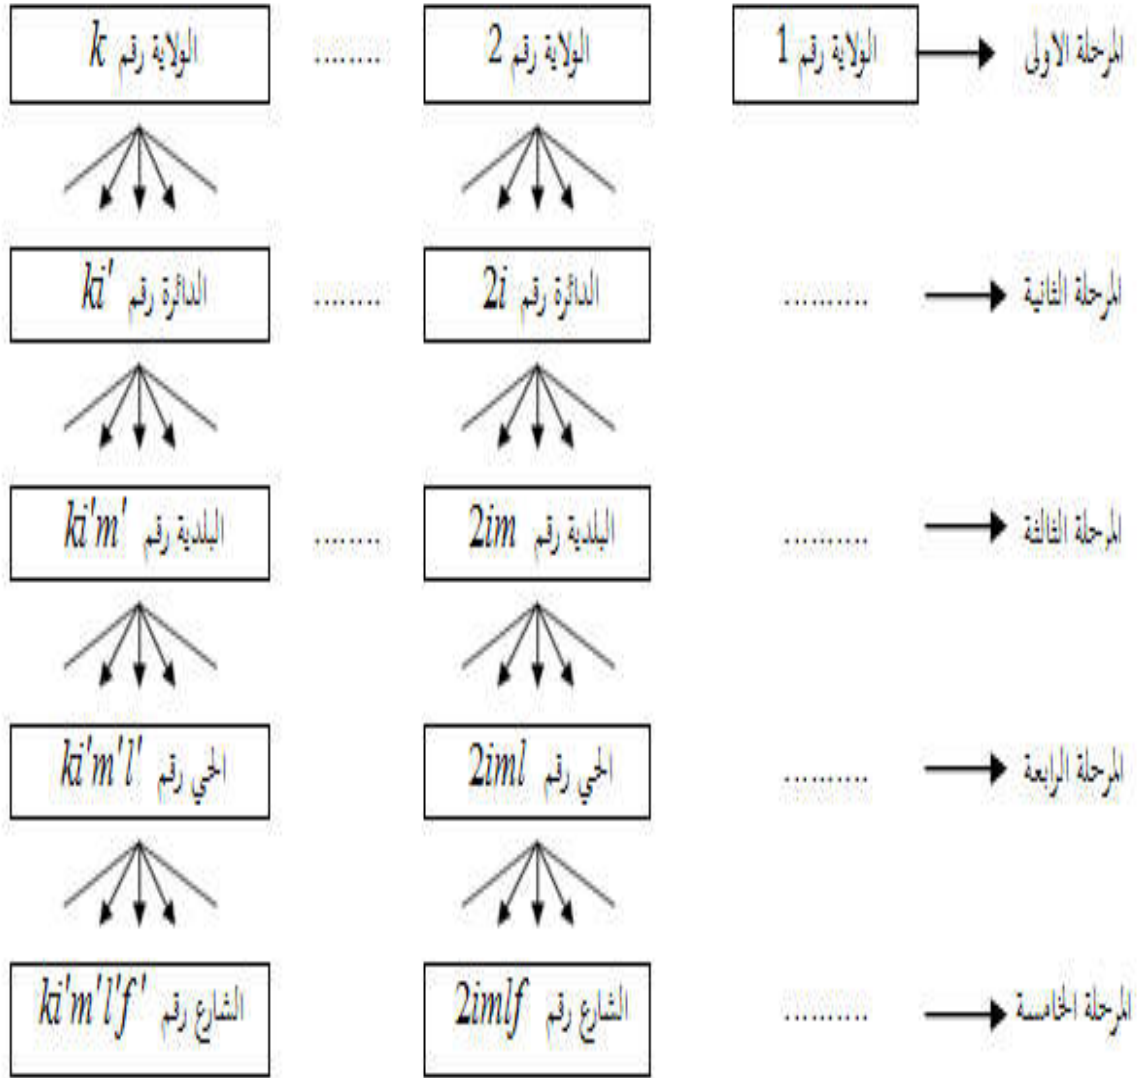 المرحلة الاولى الولاية رقم 1 الولاية رقم 2 ........ الولاية رقم k
المرحلة الثانية .......... الدائرة رقم 2i ........ الدائرة رقم ki'
المرحلة الثالثة .......... البلدية رقم 2im ........ البلدية رقم ki'm'
المرحلة الرابعة .......... الحي رقم 2iml الحي رقم ki'm'l'
المرحلة الخامسة .......... الشارع رقم 2imlf الشارع رقم ki'm'l'f'